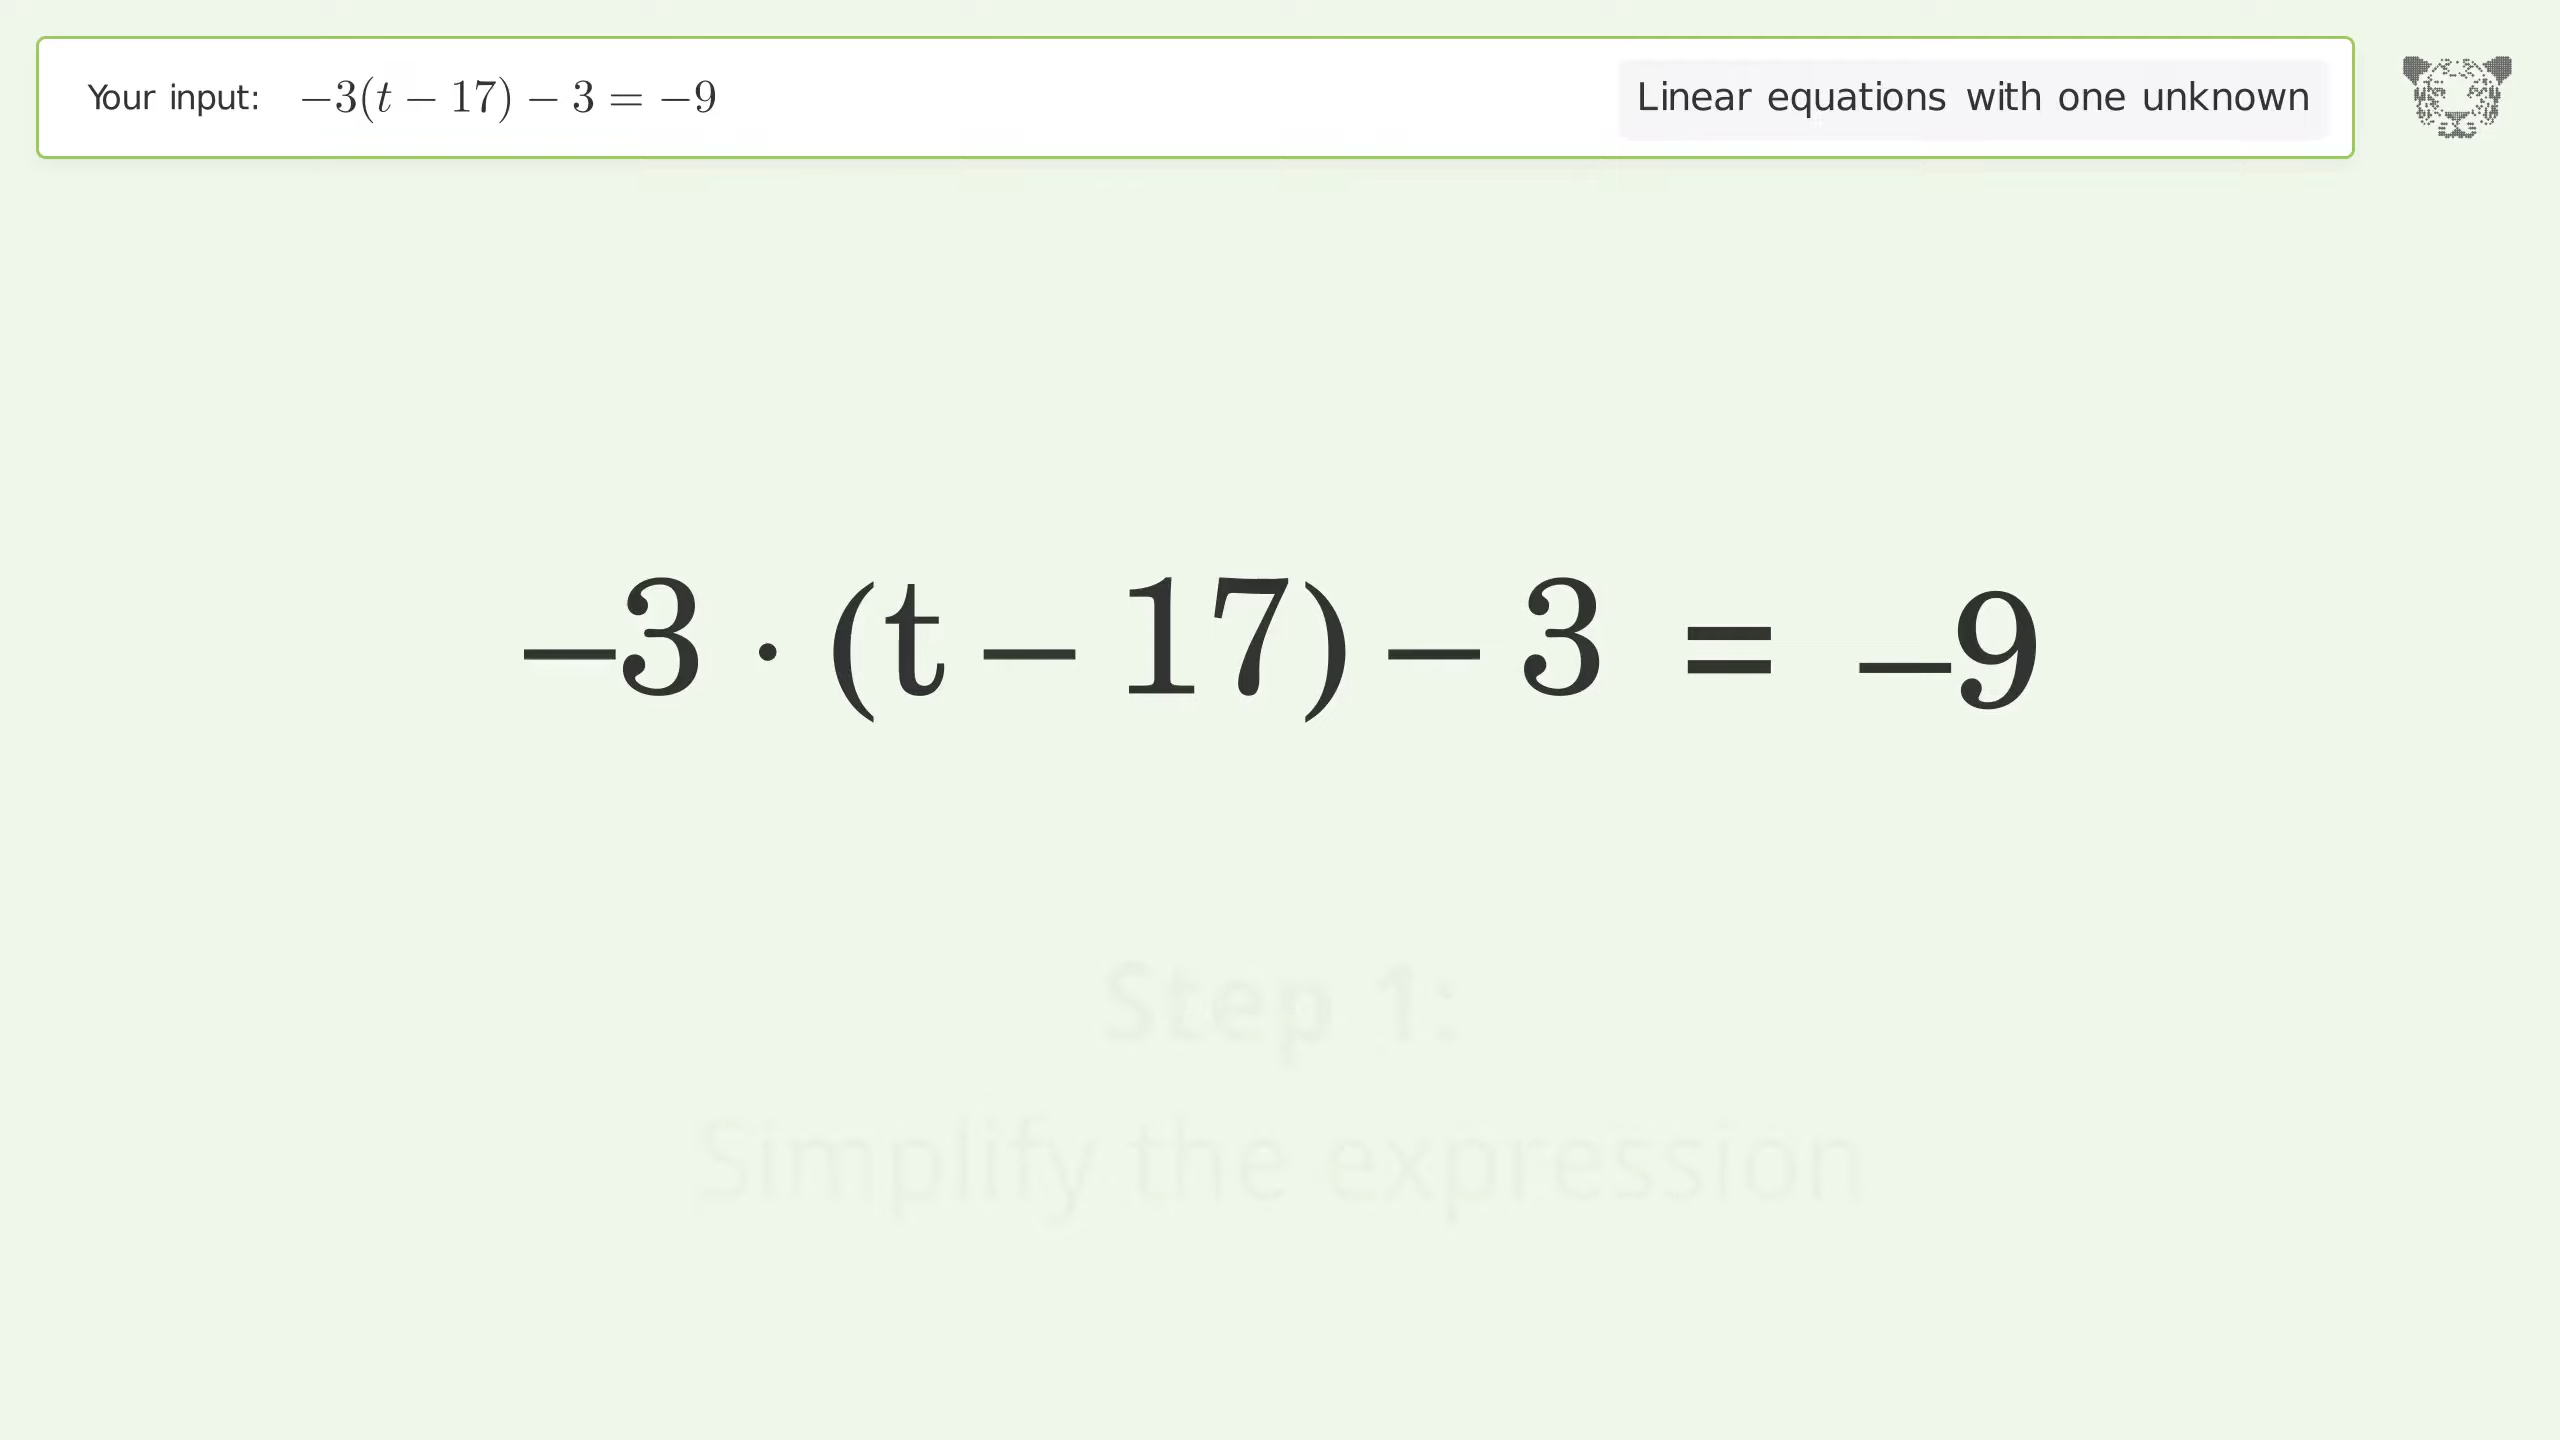 Your input: −3(t − 17) − 3 = −9
Linear equations with one unknown
−3 · (t − 17) − 3 = −9
Step 1:
Simplify the expression